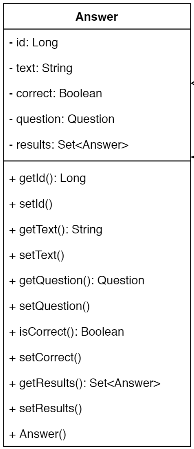 Answer
- id: Long
- text: String
- correct: Boolean
- question: Question
- results: Set<Answer>
+ getId(): Long
+ setId()
+ getText(): String
+ setText()
+ getQuestion(): Question
+ setQuestion()
+ isCorrect(): Boolean
+ setCorrect()
+ getResults(): Set<Answer>
+ setResults()
+ Answer()